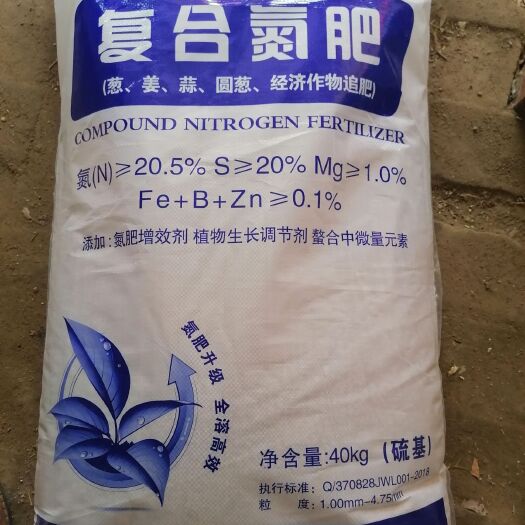 复合氮肥
(葱、姜、蒜、圆葱、经济作物追肥)
COMPOUND NITROGEN FERTILIZER
氮(N)≥20.5% S≥20% Mg≥1.0%
Fe+B+Zn≥0.1%
添加:氮肥增效剂 植物生长调节剂 螯合中微量元素
氮肥升级 全溶高效
净含量:40kg (硫基)
执行标准: Q/370828JWL001-2018
粒 度: 1.00mm-4.75mm